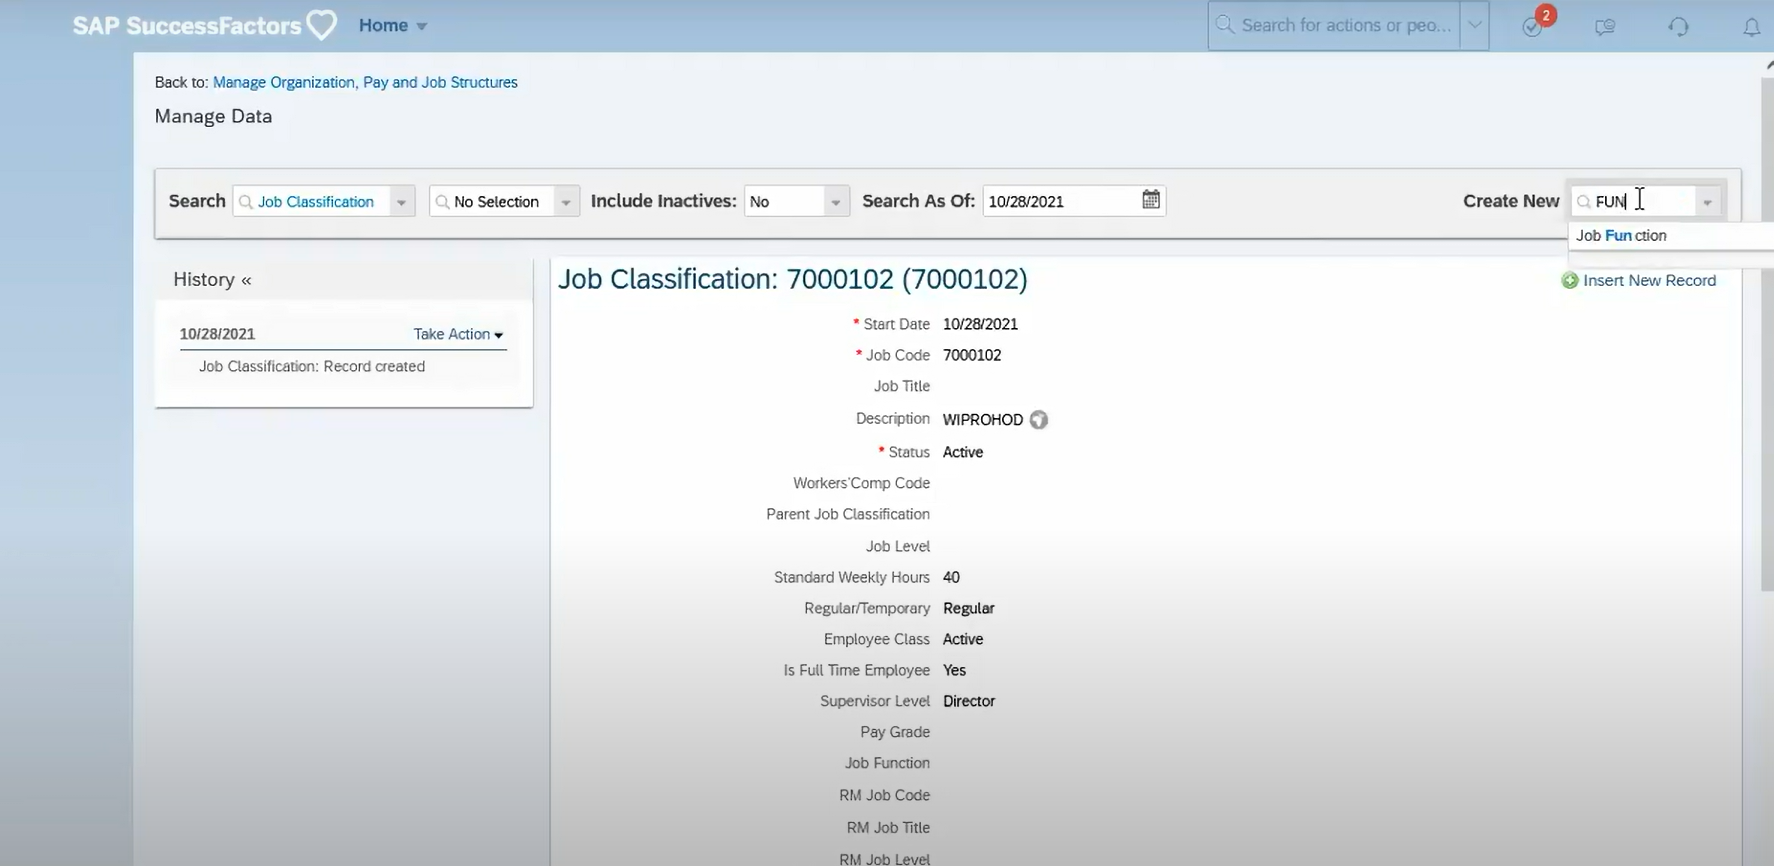 SAP SuccessFactors Home Search for actions or peo... 2
Back to: Manage Organization, Pay and Job Structures
Manage Data
Search Job Classification No Selection Include Inactives: No Search As Of: 10/28/2021 Create New FUN
Job Function
History «
10/28/2021 Take Action
Job Classification: Record created
Job Classification: 7000102 (7000102)
Insert New Record
* Start Date 10/28/2021
* Job Code 7000102
Job Title
Description WIPROHOD
* Status Active
Workers'Comp Code
Parent Job Classification
Job Level
Standard Weekly Hours 40
Regular/Temporary Regular
Employee Class Active
Is Full Time Employee Yes
Supervisor Level Director
Pay Grade
Job Function
RM Job Code
RM Job Title
RM Job Level